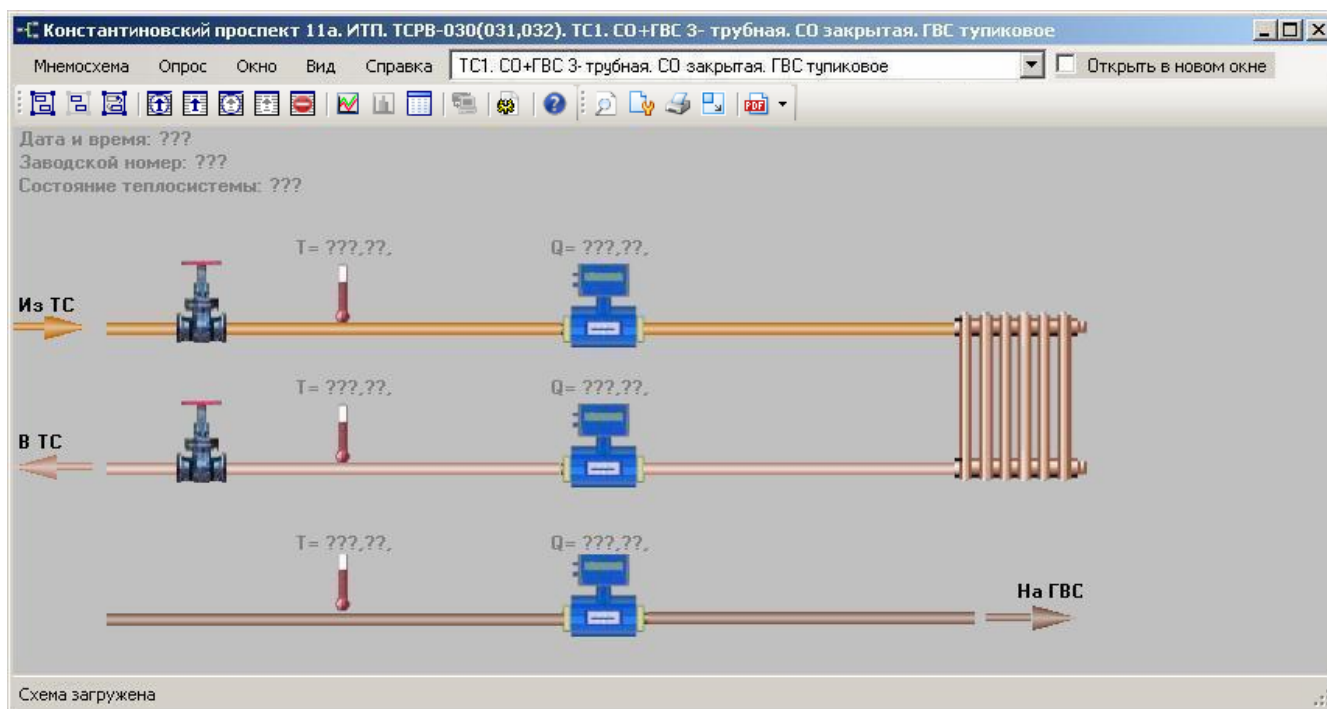 Константиновский проспект 11а. ИТП. ТСРВ-030(031,032). ТС1. СО+ГВС 3- трубная. СО закрытая. ГВС тупиковое
Мнемосхема Опрос Окно Вид Справка ТС1. СО+ГВС 3- трубная. СО закрытая. ГВС тупиковое Открыть в новом окне
PDF
Дата и время: ???
Заводской номер: ???
Состояние теплосистемы: ???
T= ???,??, Q= ???,??,
Из ТС
T= ???,??, Q= ???,??,
В ТС
T= ???,??, Q= ???,??,
На ГВС
Схема загружена